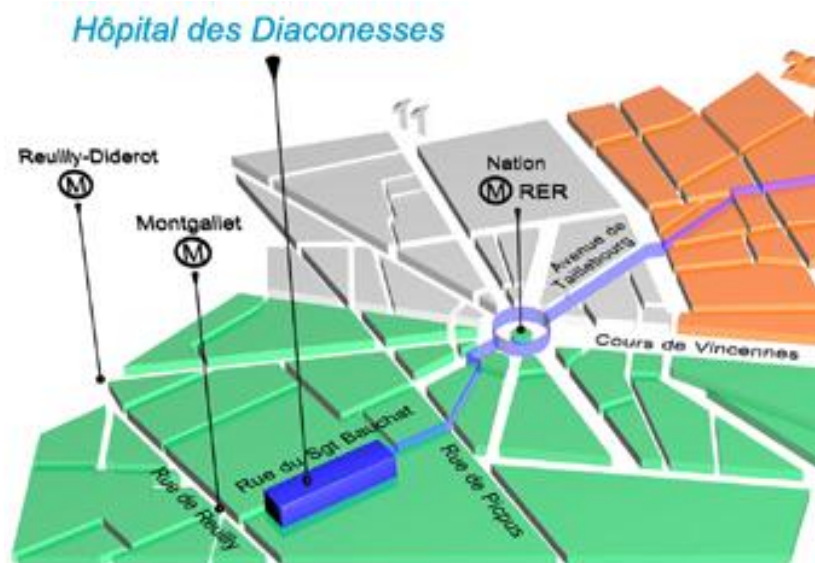 Hôpital des Diaconesses
Reuilly-Diderot
M
Montgallet
M
Nation
M RER
Avenue de
Taillebourg
Cours de Vincennes
Rue du Sgt Bauchat
Rue de Reuilly
Rue de Picpus